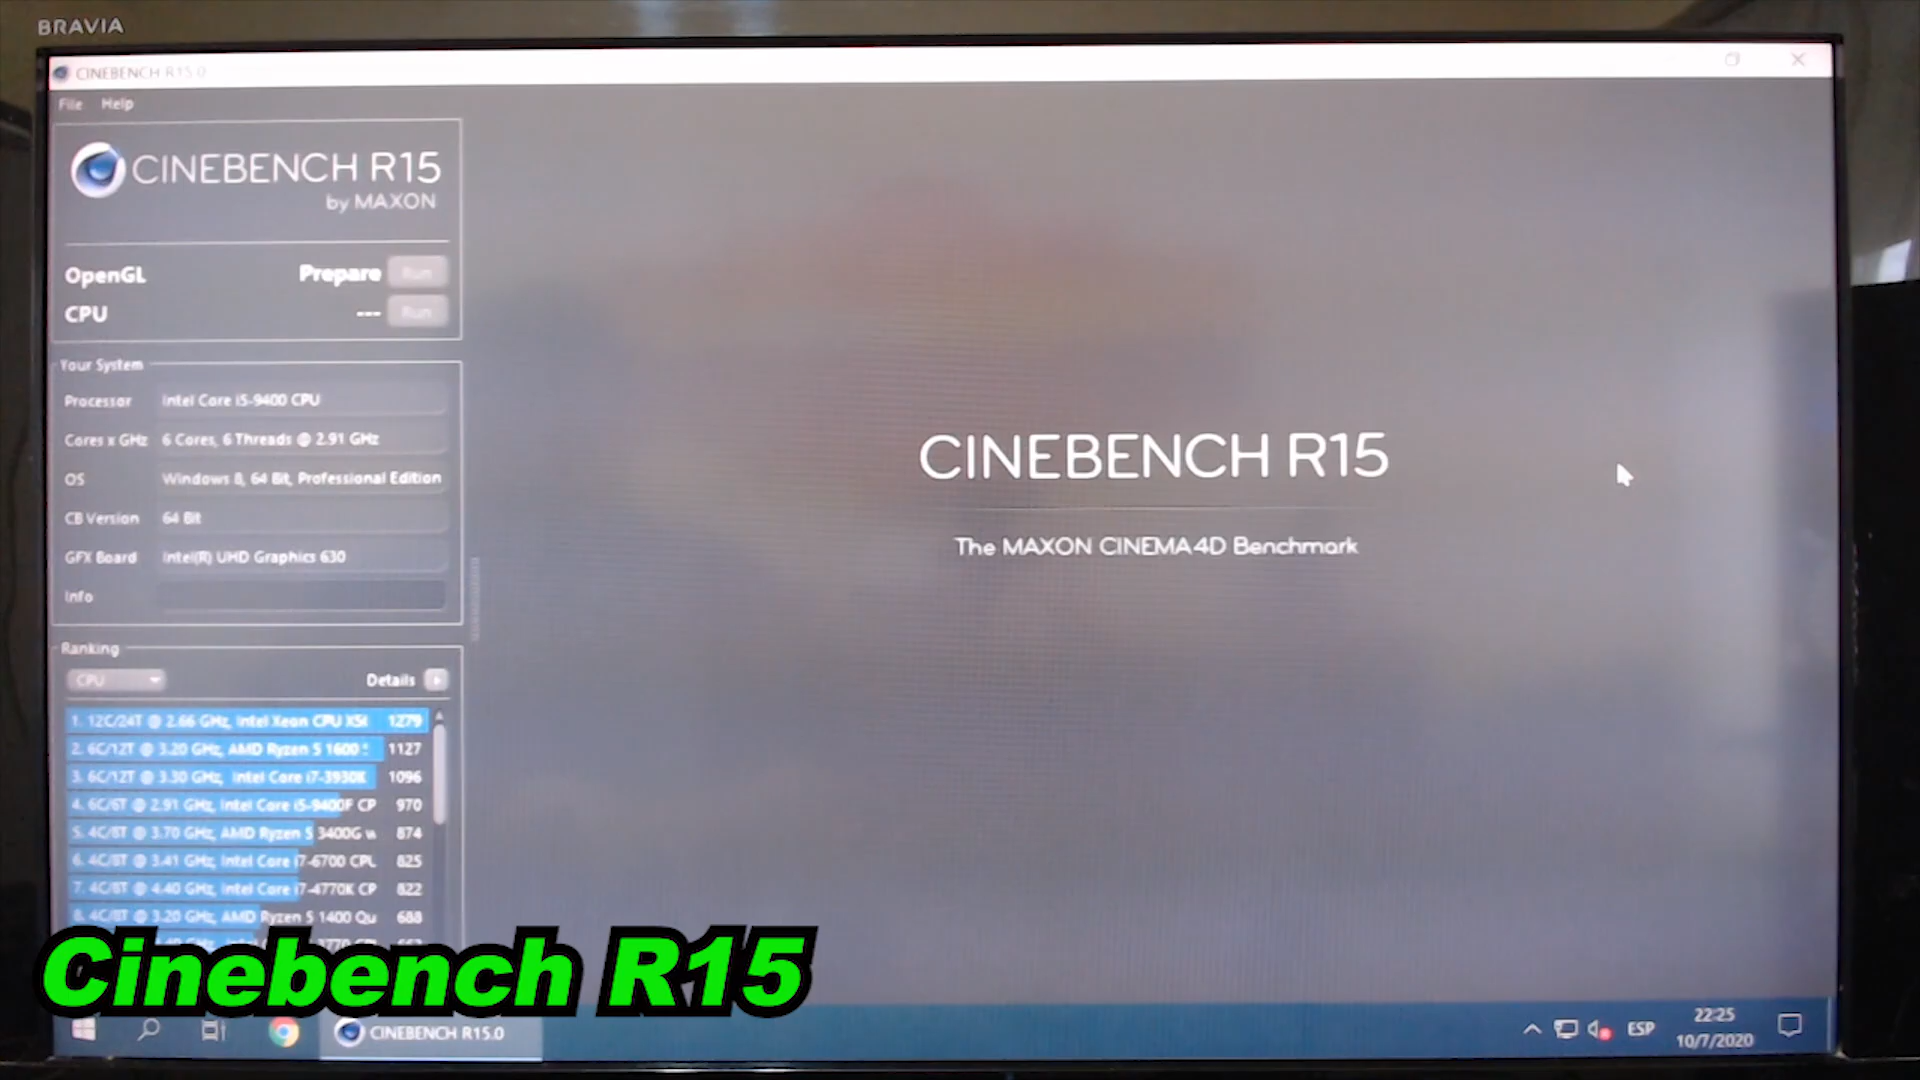 BRAVIA
CINEBENCH R15.0
File Help
CINEBENCH R15
by MAXON
OpenGL Prepare Run
CPU --- Run
Your System
Processor Intel Core i5-9400 CPU
Cores x GHz 6 Cores, 6 Threads @ 2.91 GHz
OS Windows 8, 64 Bit, Professional Edition
CB Version 64 Bit
GFX Board Intel(R) UHD Graphics 630
Info
Ranking
CPU Details
1. 12C/24T @ 2.66 GHz, Intel Xeon CPU X56 1279
2. 6C/12T @ 3.20 GHz, AMD Ryzen 5 1600 1127
3. 6C/12T @ 3.30 GHz, Intel Core i7-3930K 1096
4. 6C/6T @ 2.91 GHz, Intel Core i5-9400F CP 970
5. 4C/8T @ 3.70 GHz, AMD Ryzen 5 3400G w 874
6. 4C/8T @ 3.41 GHz, Intel Core i7-6700 CPU 825
7. 4C/8T @ 4.40 GHz, Intel Core i7-4770K CP 822
8. 4C/8T @ 3.20 GHz, AMD Ryzen 5 1400 Qu 688
CINEBENCH R15
The MAXON CINEMA4D Benchmark
Cinebench R15
CINEBENCH R15.0
ESP
22:25
10/7/2020